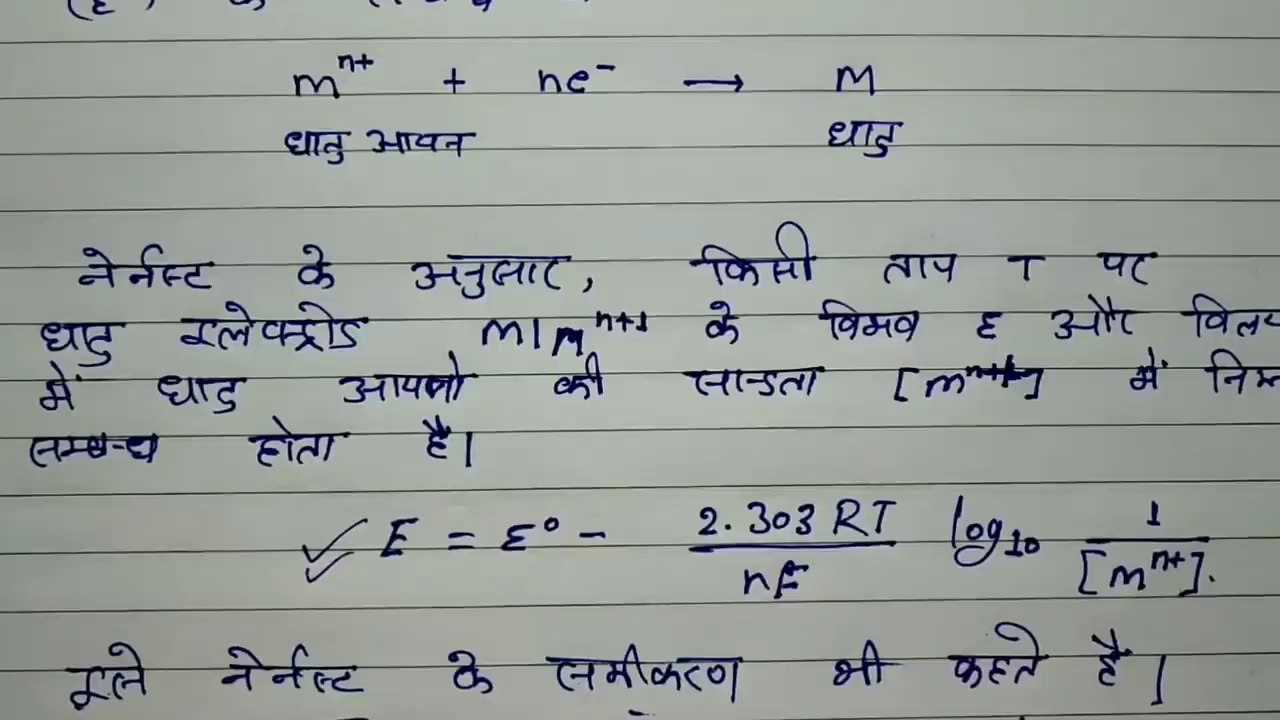 के
m^n+ + ne⁻ → M
धातु आयन धातु
नेर्नस्ट के अनुसार, किसी ताप T पर
धातु इलेक्ट्रोड m|m^n+ के विभव E और
में धातु आयनो की सान्द्रता [m^n+] में
सम्बन्ध होता है।
E = E° - 2.303 RT / nF log₁₀ 1 / [m^n+].
इसे नेर्नस्ट के समीकरण भी कहते है।